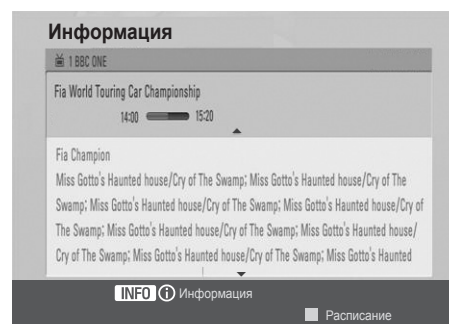 Информация
1 BBC ONE
Fia World Touring Car Championship
14:00 15:20
Fia Champion
Miss Gotto's Haunted house/Cry of The Swamp; Miss Gotto's Haunted house/Cry of The
Swamp; Miss Gotto's Haunted house/Cry of The Swamp; Miss Gotto's Haunted house/Cry of
The Swamp; Miss Gotto's Haunted house/Cry of The Swamp; Miss Gotto's Haunted house/
Cry of The Swamp; Miss Gotto's Haunted house/Cry of The Swamp; Miss Gotto's Haunted
INFO i Информация
Расписание